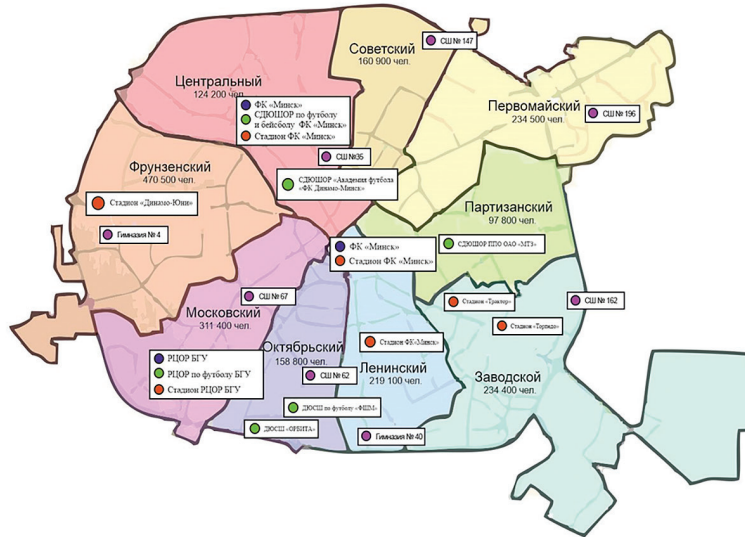 Советский
160 900 чел.
СШ № 147
Центральный
124 200 чел.
Первомайский
234 500 чел.
ФК «Минск»
СДЮШОР по футболу
и бейсболу ФК «Минск»
Стадион ФК «Минск»
СШ № 196
СШ №35
Фрунзенский
470 500 чел.
СДЮШОР «Академия футбола»
«ФК Динамо-Минск»
Стадион «Динамо-Юни»
Гимназия № 4
Партизанский
97 800 чел.
СДЮШОР ППО ОАО «МТЗ»
ФК «Минск»
Стадион ФК «Минск»
СШ № 67
Московский
311 400 чел.
Стадион «Трактор»
СШ № 162
Стадион «Торпедо»
Октябрьский
158 800 чел.
Стадион ФК «Минск»
РЦОР БГУ
РЦОР по футболу БГУ
Стадион РЦОР БГУ
СШ № 62
Ленинский
219 100 чел.
Заводской
234 400 чел.
ДЮСШ по футболу «ФШМ»
ДЮСШ «ОРБИТА»
Гимназия № 40